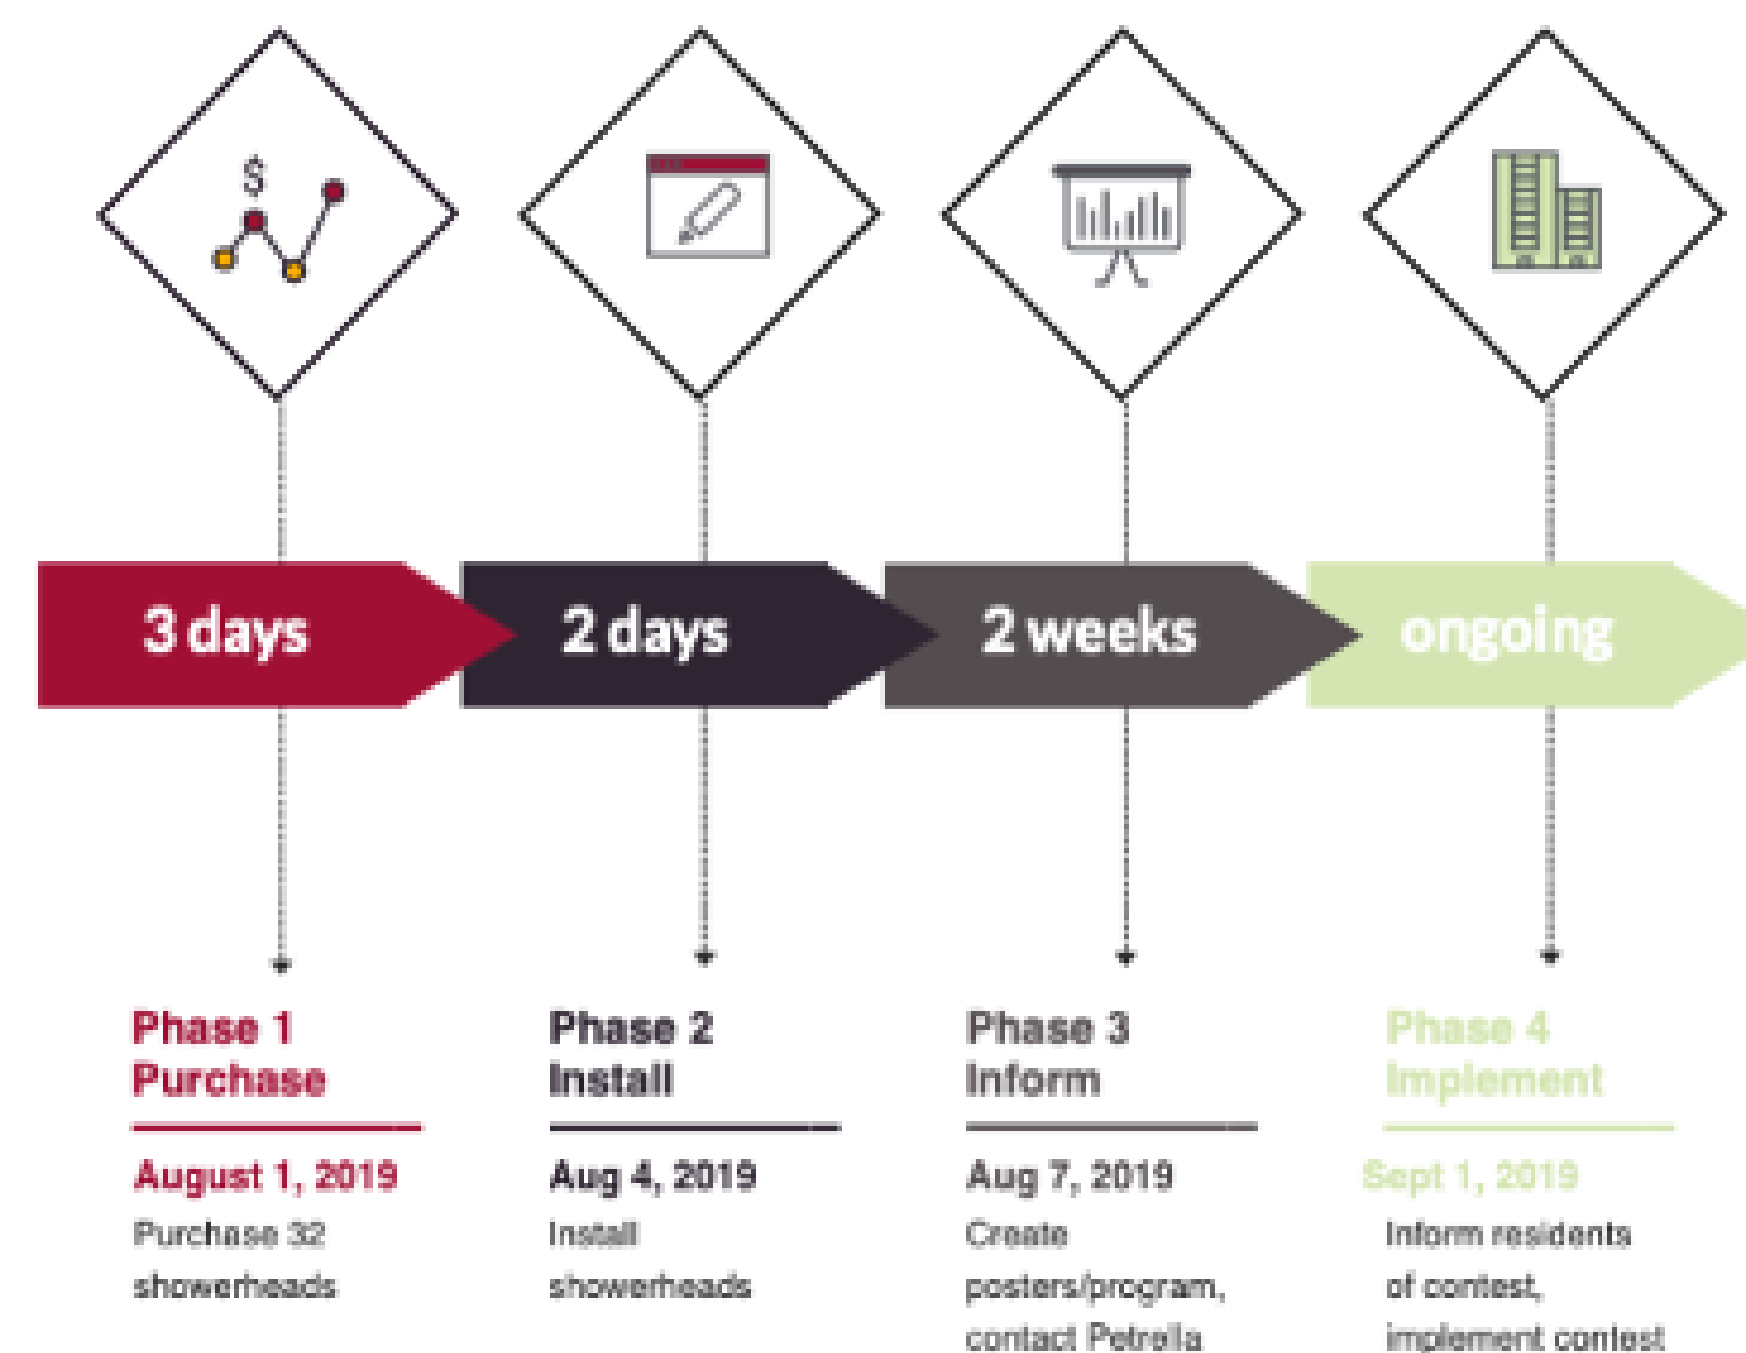 $
3 days
2 days
2 weeks
ongoing
Phase 1
Purchase
August 1, 2019
Purchase 32
showerheads
Phase 2
Install
Aug 4, 2019
Install
showerheads
Phase 3
Inform
Aug 7, 2019
Create
posters/program,
contact Petrella
Phase 4
Implement
Sept 1, 2019
Inform residents
of contest,
implement contest